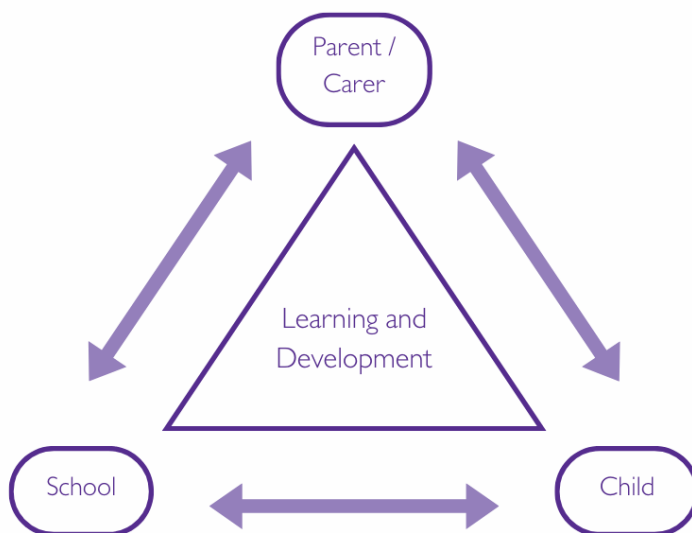 Parent /
Carer
Learning and
Development
School
Child